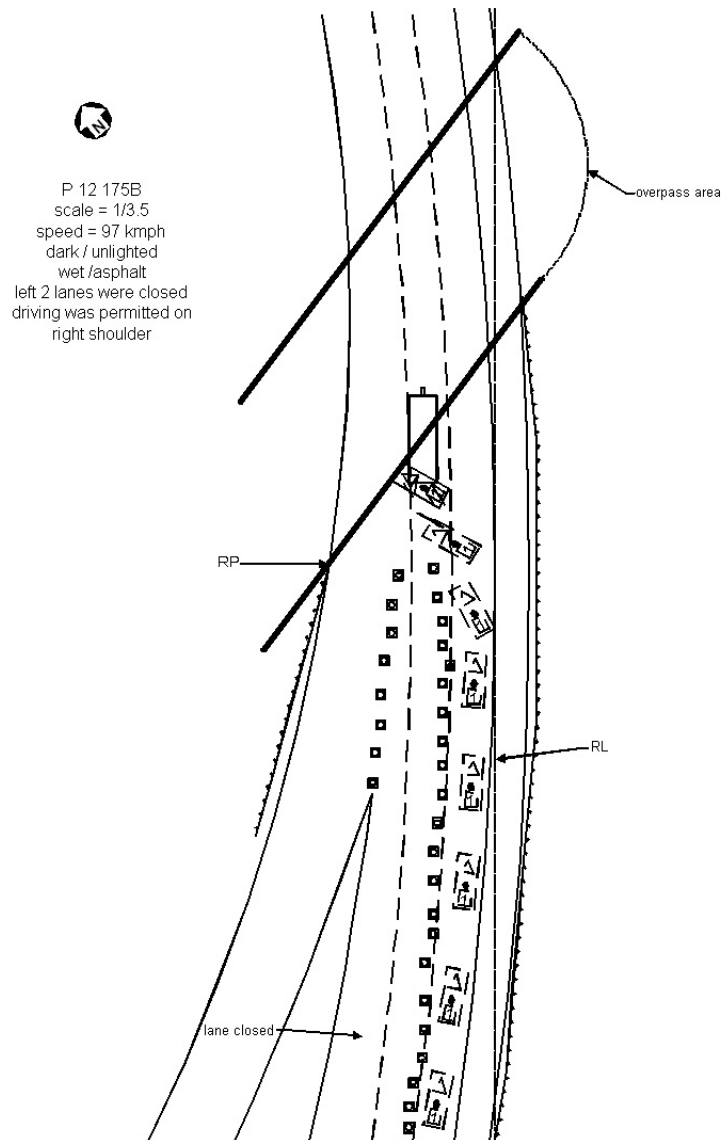 N
P 12 175B
scale = 1/3.5
speed = 97 kmph
dark / unlighted
wet /asphalt
left 2 lanes were closed
driving was permitted on
right shoulder
overpass area
RP
RL
lane closed